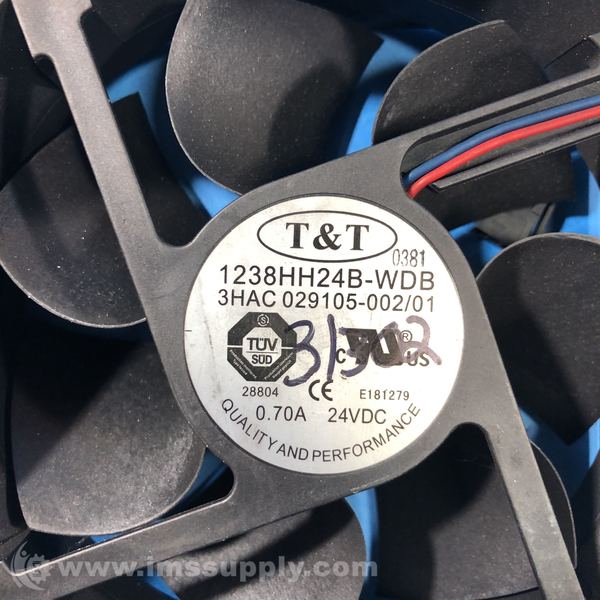 T&T
0381
1238HH24B-WDB
3HAC 029105-002/01
TÜV
SÜD
C US
®
28804
CE
E181279
0.70A 24VDC
QUALITY AND PERFORMANCE
www.imssupply.com